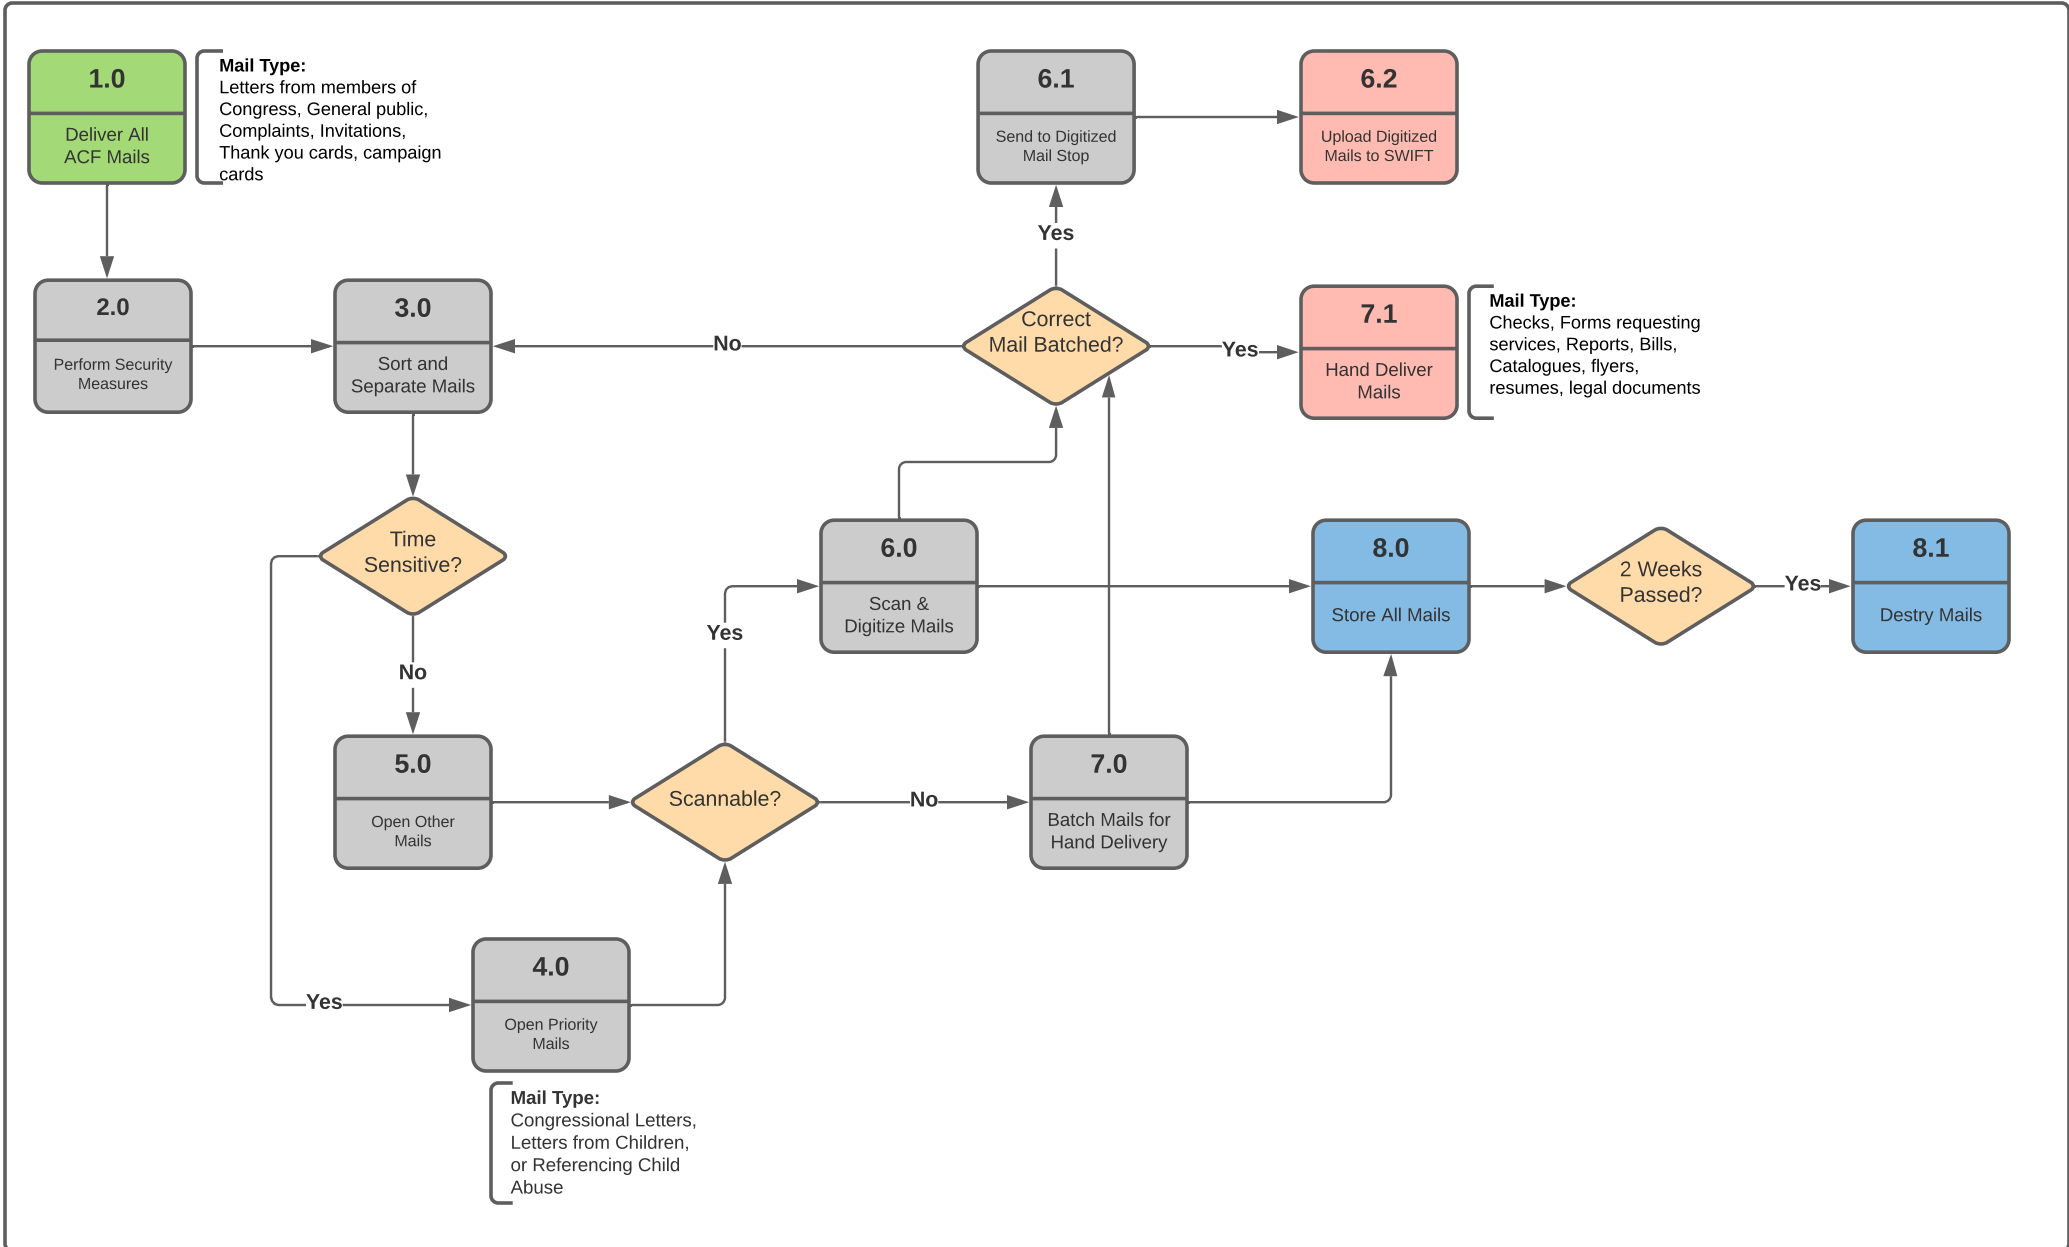 1.0
Deliver All
ACF Mails
Mail Type:
Letters from members of
Congress, General public,
Complaints, Invitations,
Thank you cards, campaign
cards
6.1
Send to Digitized
Mail Stop
6.2
Upload Digitized
Mails to SWIFT
Yes
2.0
Perform Security
Measures
3.0
Sort and
Separate Mails
No
Correct
Mail Batched?
Yes
7.1
Hand Deliver
Mails
Mail Type:
Checks, Forms requesting
services, Reports, Bills,
Catalogues, flyers,
resumes, legal documents
Time
Sensitive?
No
Yes
6.0
Scan &
Digitize Mails
8.0
Store All Mails
2 Weeks
Passed?
Yes
8.1
Destry Mails
5.0
Open Other
Mails
Scannable?
No
7.0
Batch Mails for
Hand Delivery
Yes
4.0
Open Priority
Mails
Mail Type:
Congressional Letters,
Letters from Children,
or Referencing Child
Abuse